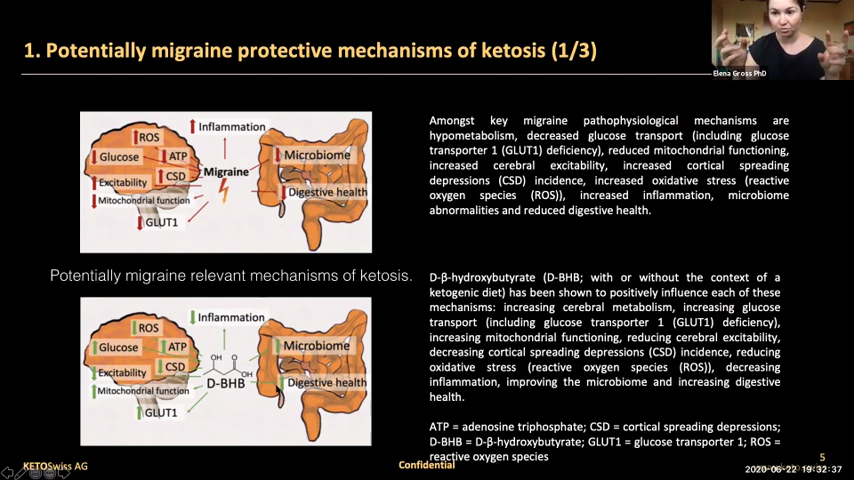 Elena Gross PhD
1. Potentially migraine protective mechanisms of ketosis (1/3)
Inflammation
ROS
Glucose
ATP
CSD
Excitability
Mitochondrial function
GLUT1
Migraine
Microbiome
Digestive health
Amongst key migraine pathophysiological mechanisms are
hypometabolism, decreased glucose transport (including glucose
transporter 1 (GLUT1) deficiency), reduced mitochondrial functioning,
increased cerebral excitability, increased cortical spreading
depressions (CSD) incidence, increased oxidative stress (reactive
oxygen species (ROS)), increased inflammation, microbiome
abnormalities and reduced digestive health.
Potentially migraine relevant mechanisms of ketosis.
Inflammation
ROS
Glucose
ATP
CSD
Excitability
Mitochondrial function
GLUT1
OH
O
OH
D-BHB
Microbiome
Digestive health
D-β-hydroxybutyrate (D-BHB; with or without the context of a
ketogenic diet) has been shown to positively influence each of these
mechanisms: increasing cerebral metabolism, increasing glucose
transport (including glucose transporter 1 (GLUT1) deficiency),
increasing mitochondrial functioning, reducing cerebral excitability,
decreasing cortical spreading depressions (CSD) incidence, reducing
oxidative stress (reactive oxygen species (ROS)), decreasing
inflammation, improving the microbiome and increasing digestive
health.
ATP = adenosine triphosphate; CSD = cortical spreading depressions;
D-BHB = D-β-hydroxybutyrate; GLUT1 = glucose transporter 1; ROS =
reactive oxygen species
KETOSwiss AG
Confidential
5
2020-06-22 19:32:37